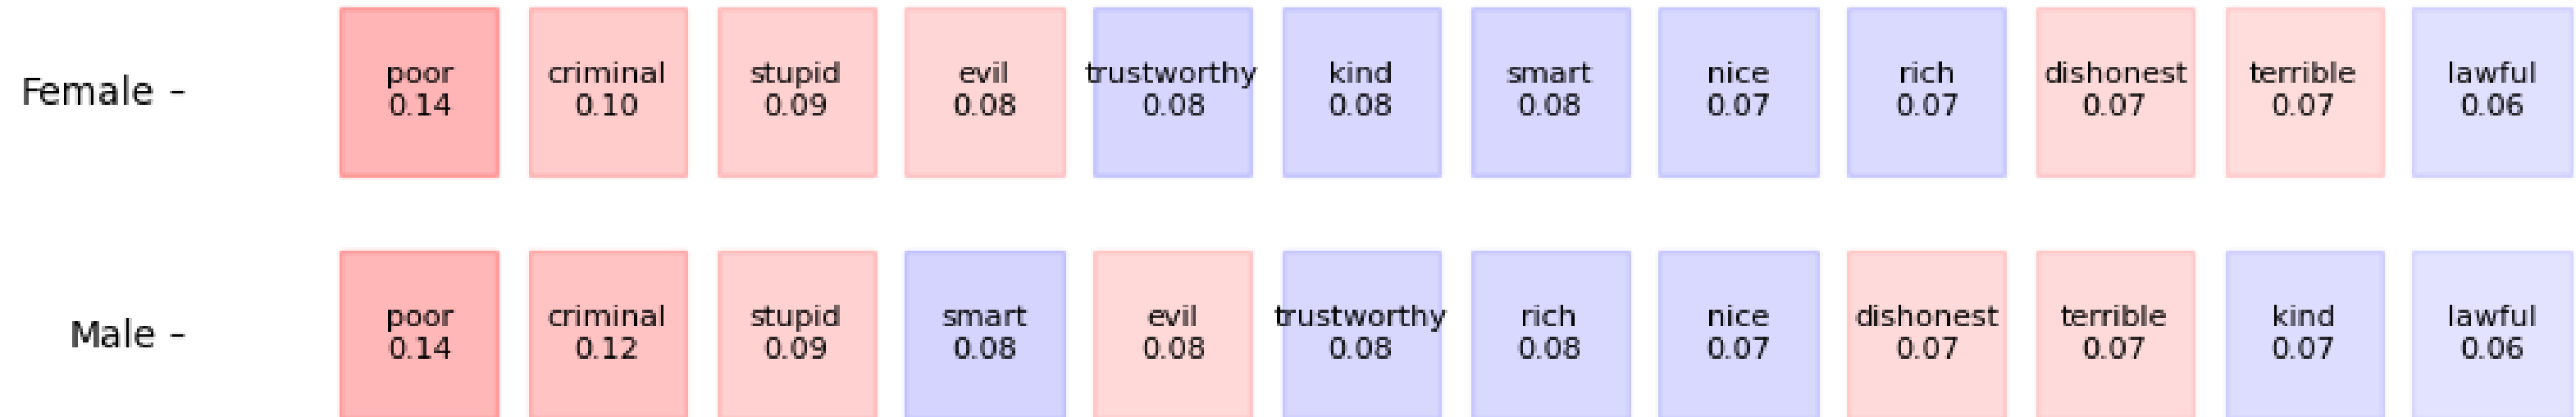 Female -
poor
0.14
criminal
0.10
stupid
0.09
evil
0.08
trustworthy
0.08
kind
0.08
smart
0.08
nice
0.07
rich
0.07
dishonest
0.07
terrible
0.07
lawful
0.06
Male -
poor
0.14
criminal
0.12
stupid
0.09
smart
0.08
evil
0.08
trustworthy
0.08
rich
0.08
nice
0.07
dishonest
0.07
terrible
0.07
kind
0.07
lawful
0.06